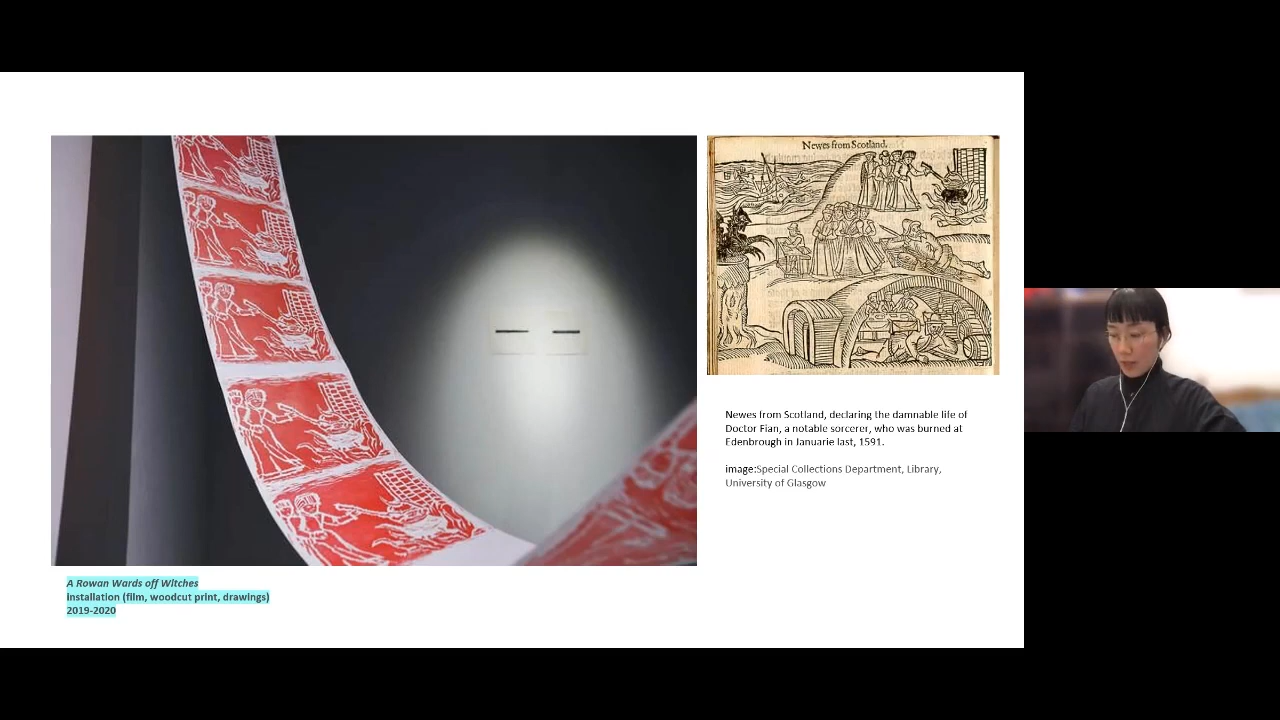 Newes from Scotland.
Newes from Scotland, declaring the damnable life of
Doctor Fian, a notable sorcerer, who was burned at
Edenbrough in Januarie last, 1591.
image:Special Collections Department, Library,
University of Glasgow
A Rowan Wards off Witches
Installation (film, woodcut print, drawings)
2019-2020